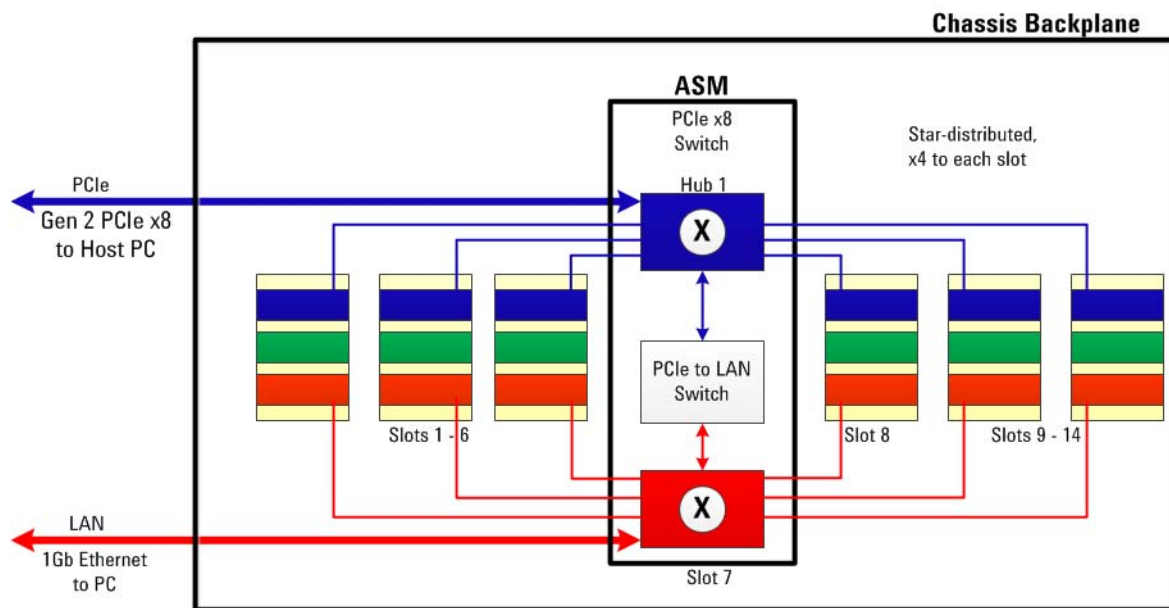 Chassis Backplane
ASM
PCIe x8
Switch
Hub 1
X
Star-distributed,
x4 to each slot
PCIe
Gen 2 PCIe x8
to Host PC
PCIe to LAN
Switch
Slots 1 - 6
Slot 8
Slots 9 - 14
X
LAN
1Gb Ethernet
to PC
Slot 7